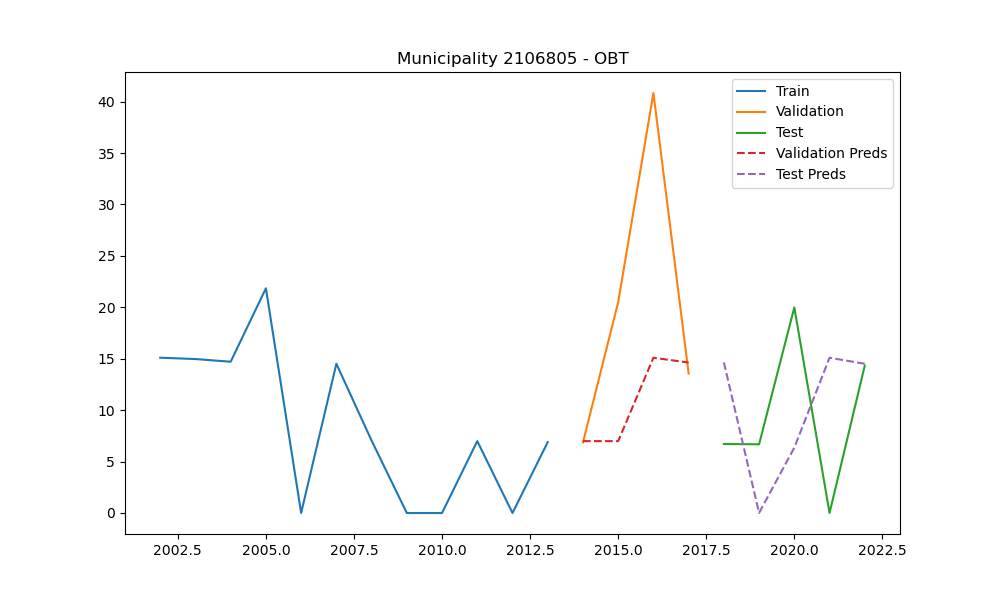 Municipality 2106805 - OBT
Train
Validation
Test
Validation Preds
Test Preds
40
35
30
25
20
15
10
5
0
2002.5 2005.0 2007.5 2010.0 2012.5 2015.0 2017.5 2020.0 2022.5